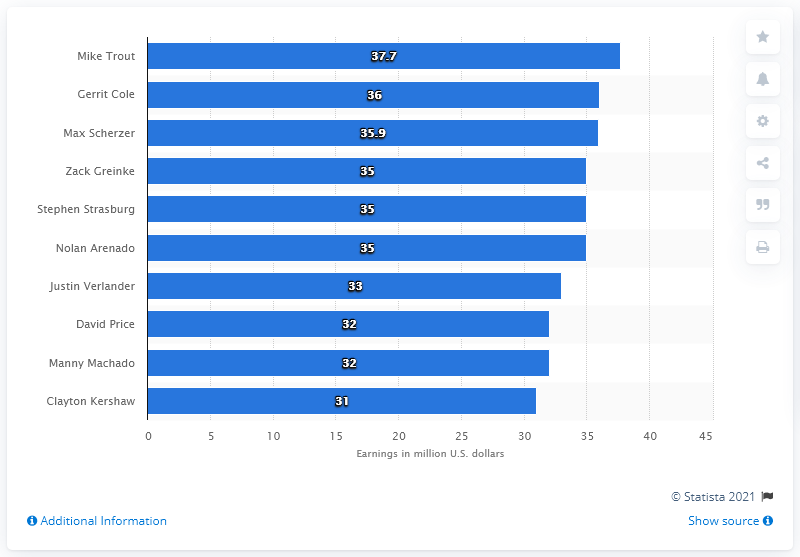 Mike Trout 37.7
Gerrit Cole 36
Max Scherzer 35.9
Zack Greinke 35
Stephen Strasburg 35
Nolan Arenado 35
Justin Verlander 33
David Price 32
Manny Machado 32
Clayton Kershaw 31
0 5 10 15 20 25 30 35 40 45
Earnings in million U.S. dollars
© Statista 2021
Additional Information Show source